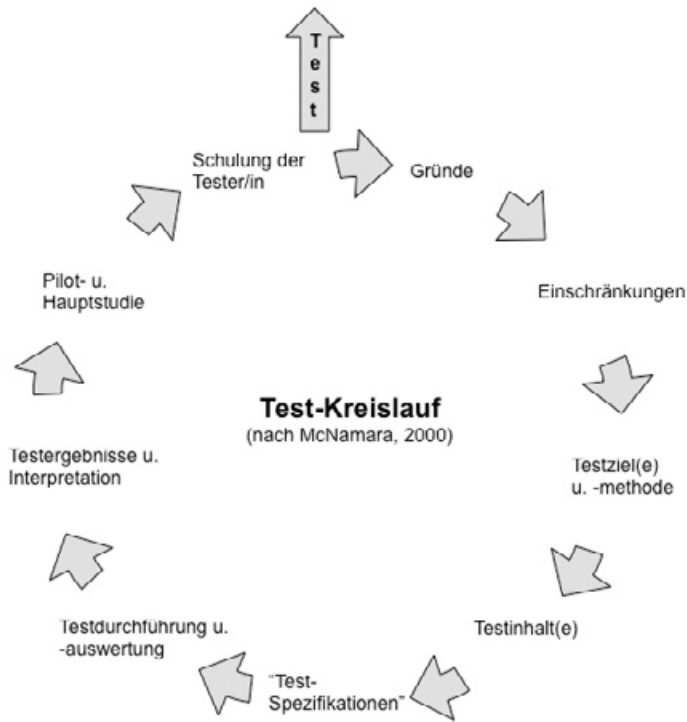 Test
Schulung der
Tester/in
Gründe
Einschränkungen
Testziel(e)
u. -methode
Testinhalt(e)
"Test-
Spezifikationen"
Testdurchführung u.
-auswertung
Testergebnisse u.
Interpretation
Pilot- u.
Hauptstudie
Test-Kreislauf
(nach McNamara, 2000)